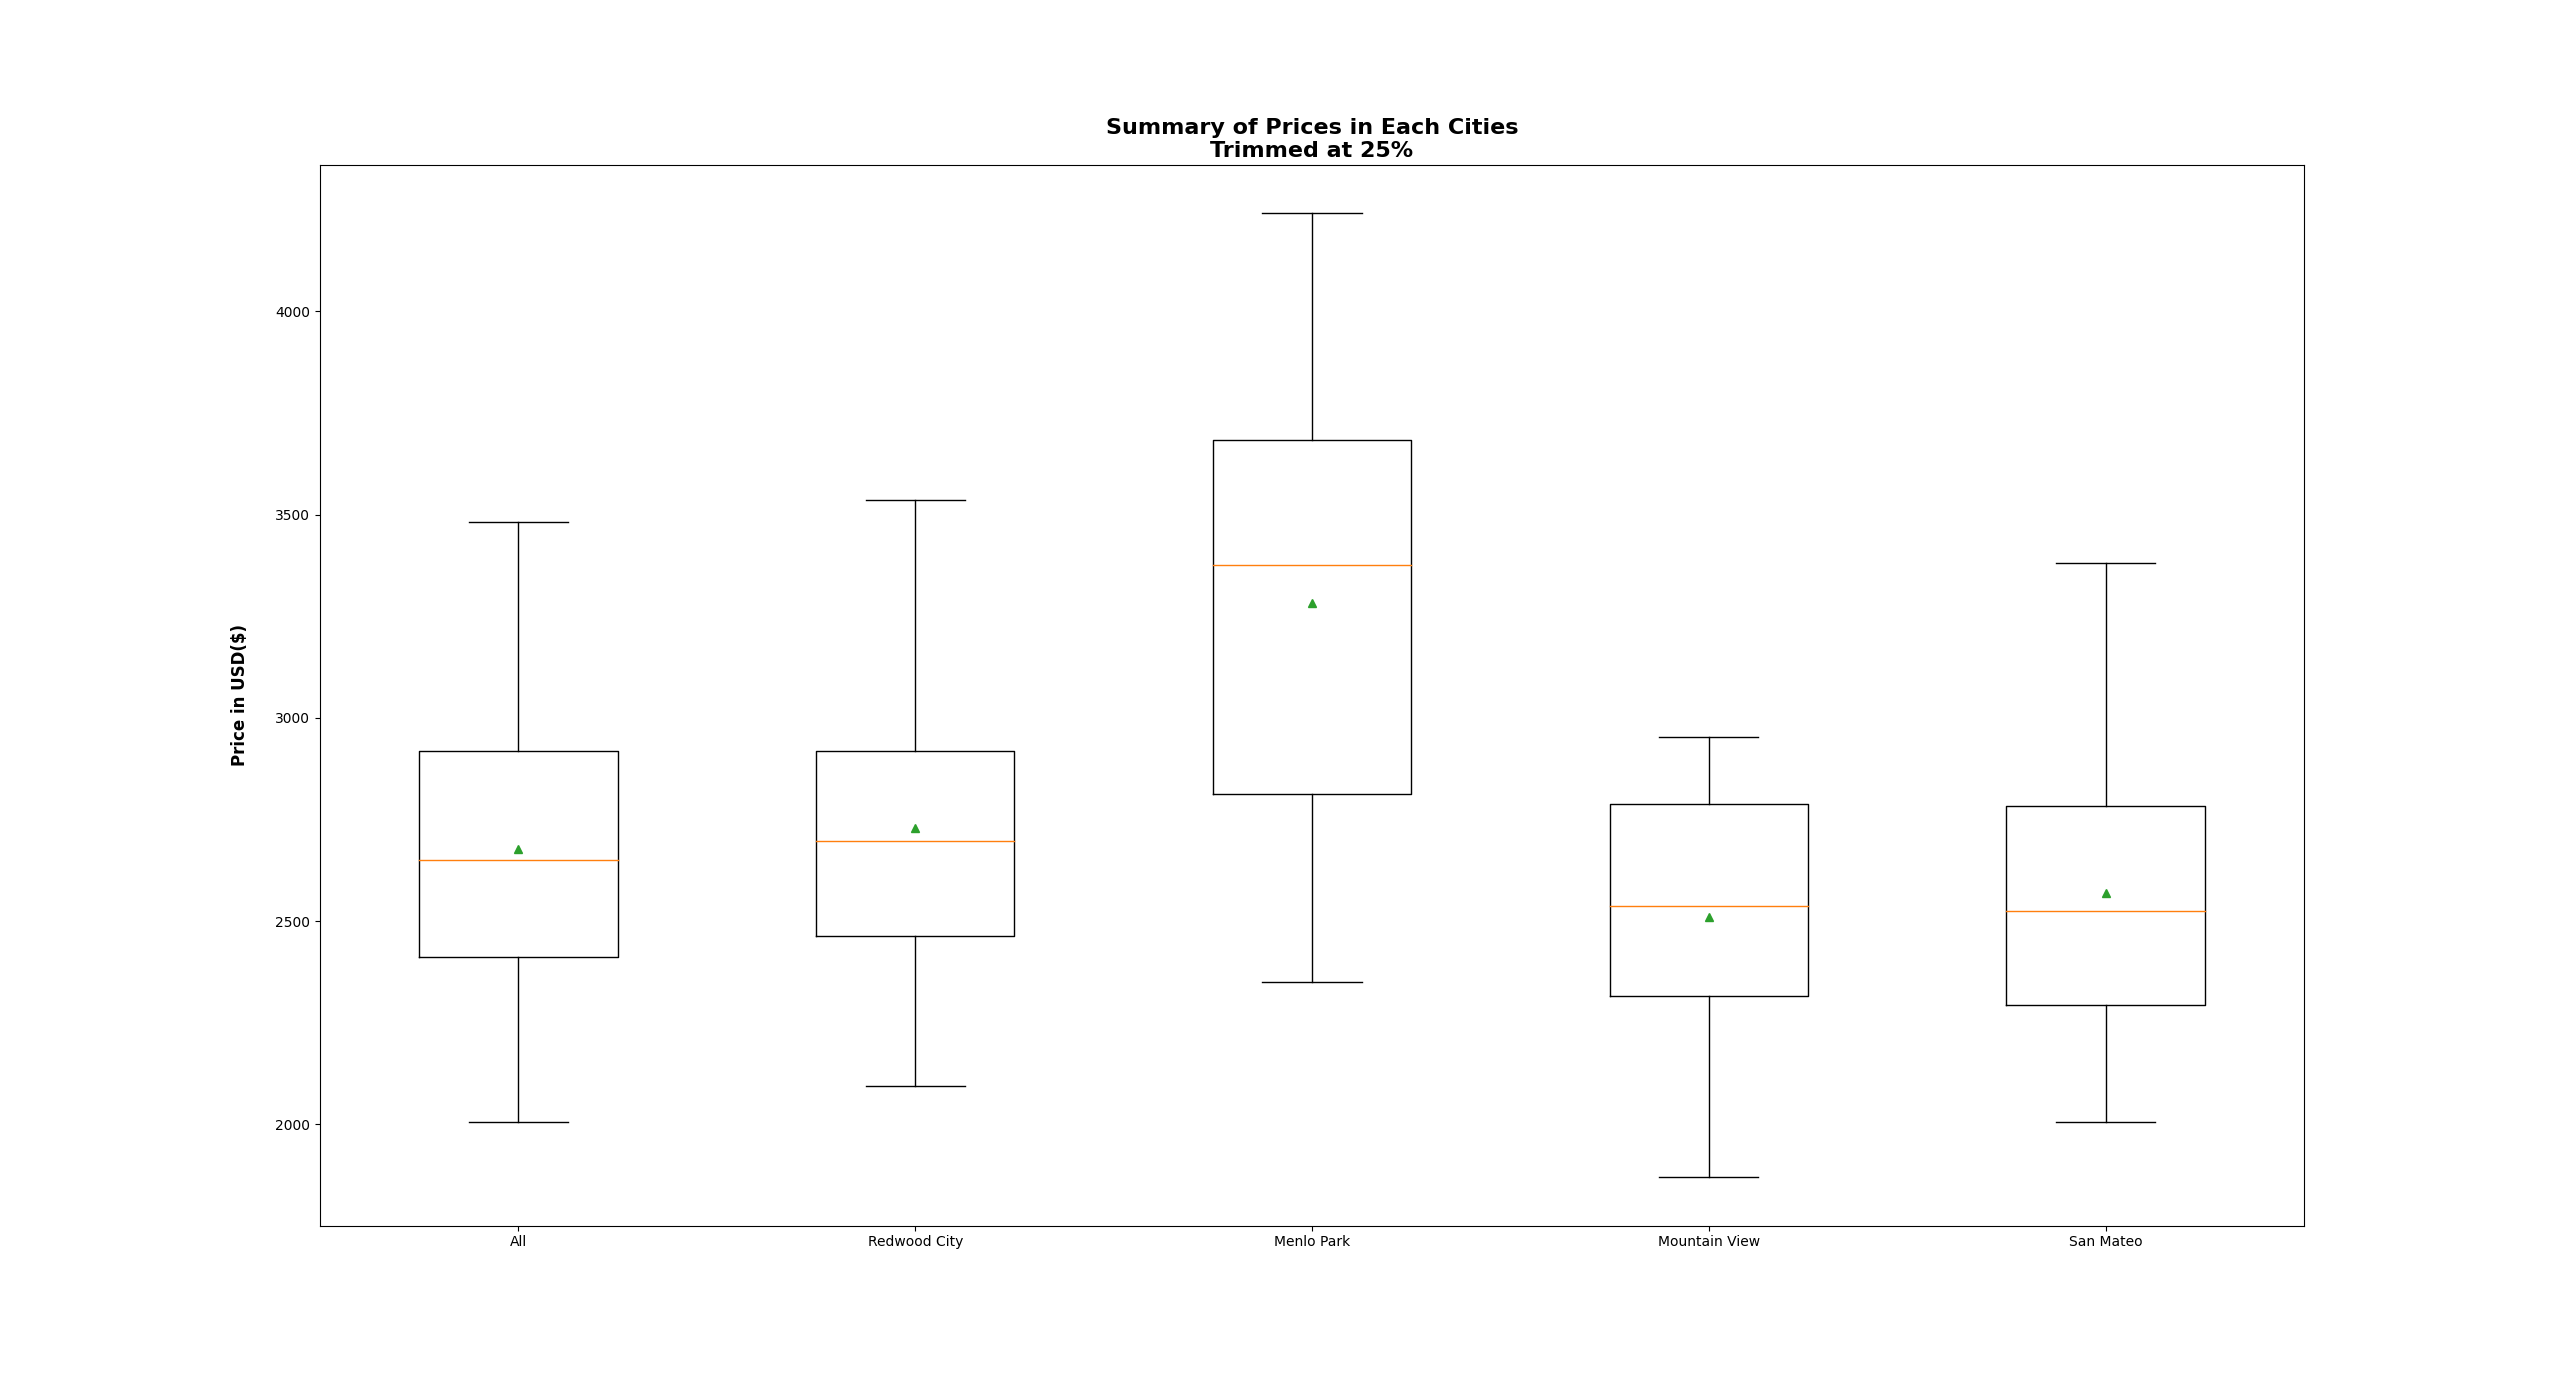 Summary of Prices in Each Cities
Trimmed at 25%
Price in USD($)
4000
3500
3000
2500
2000
All
Redwood City
Menlo Park
Mountain View
San Mateo